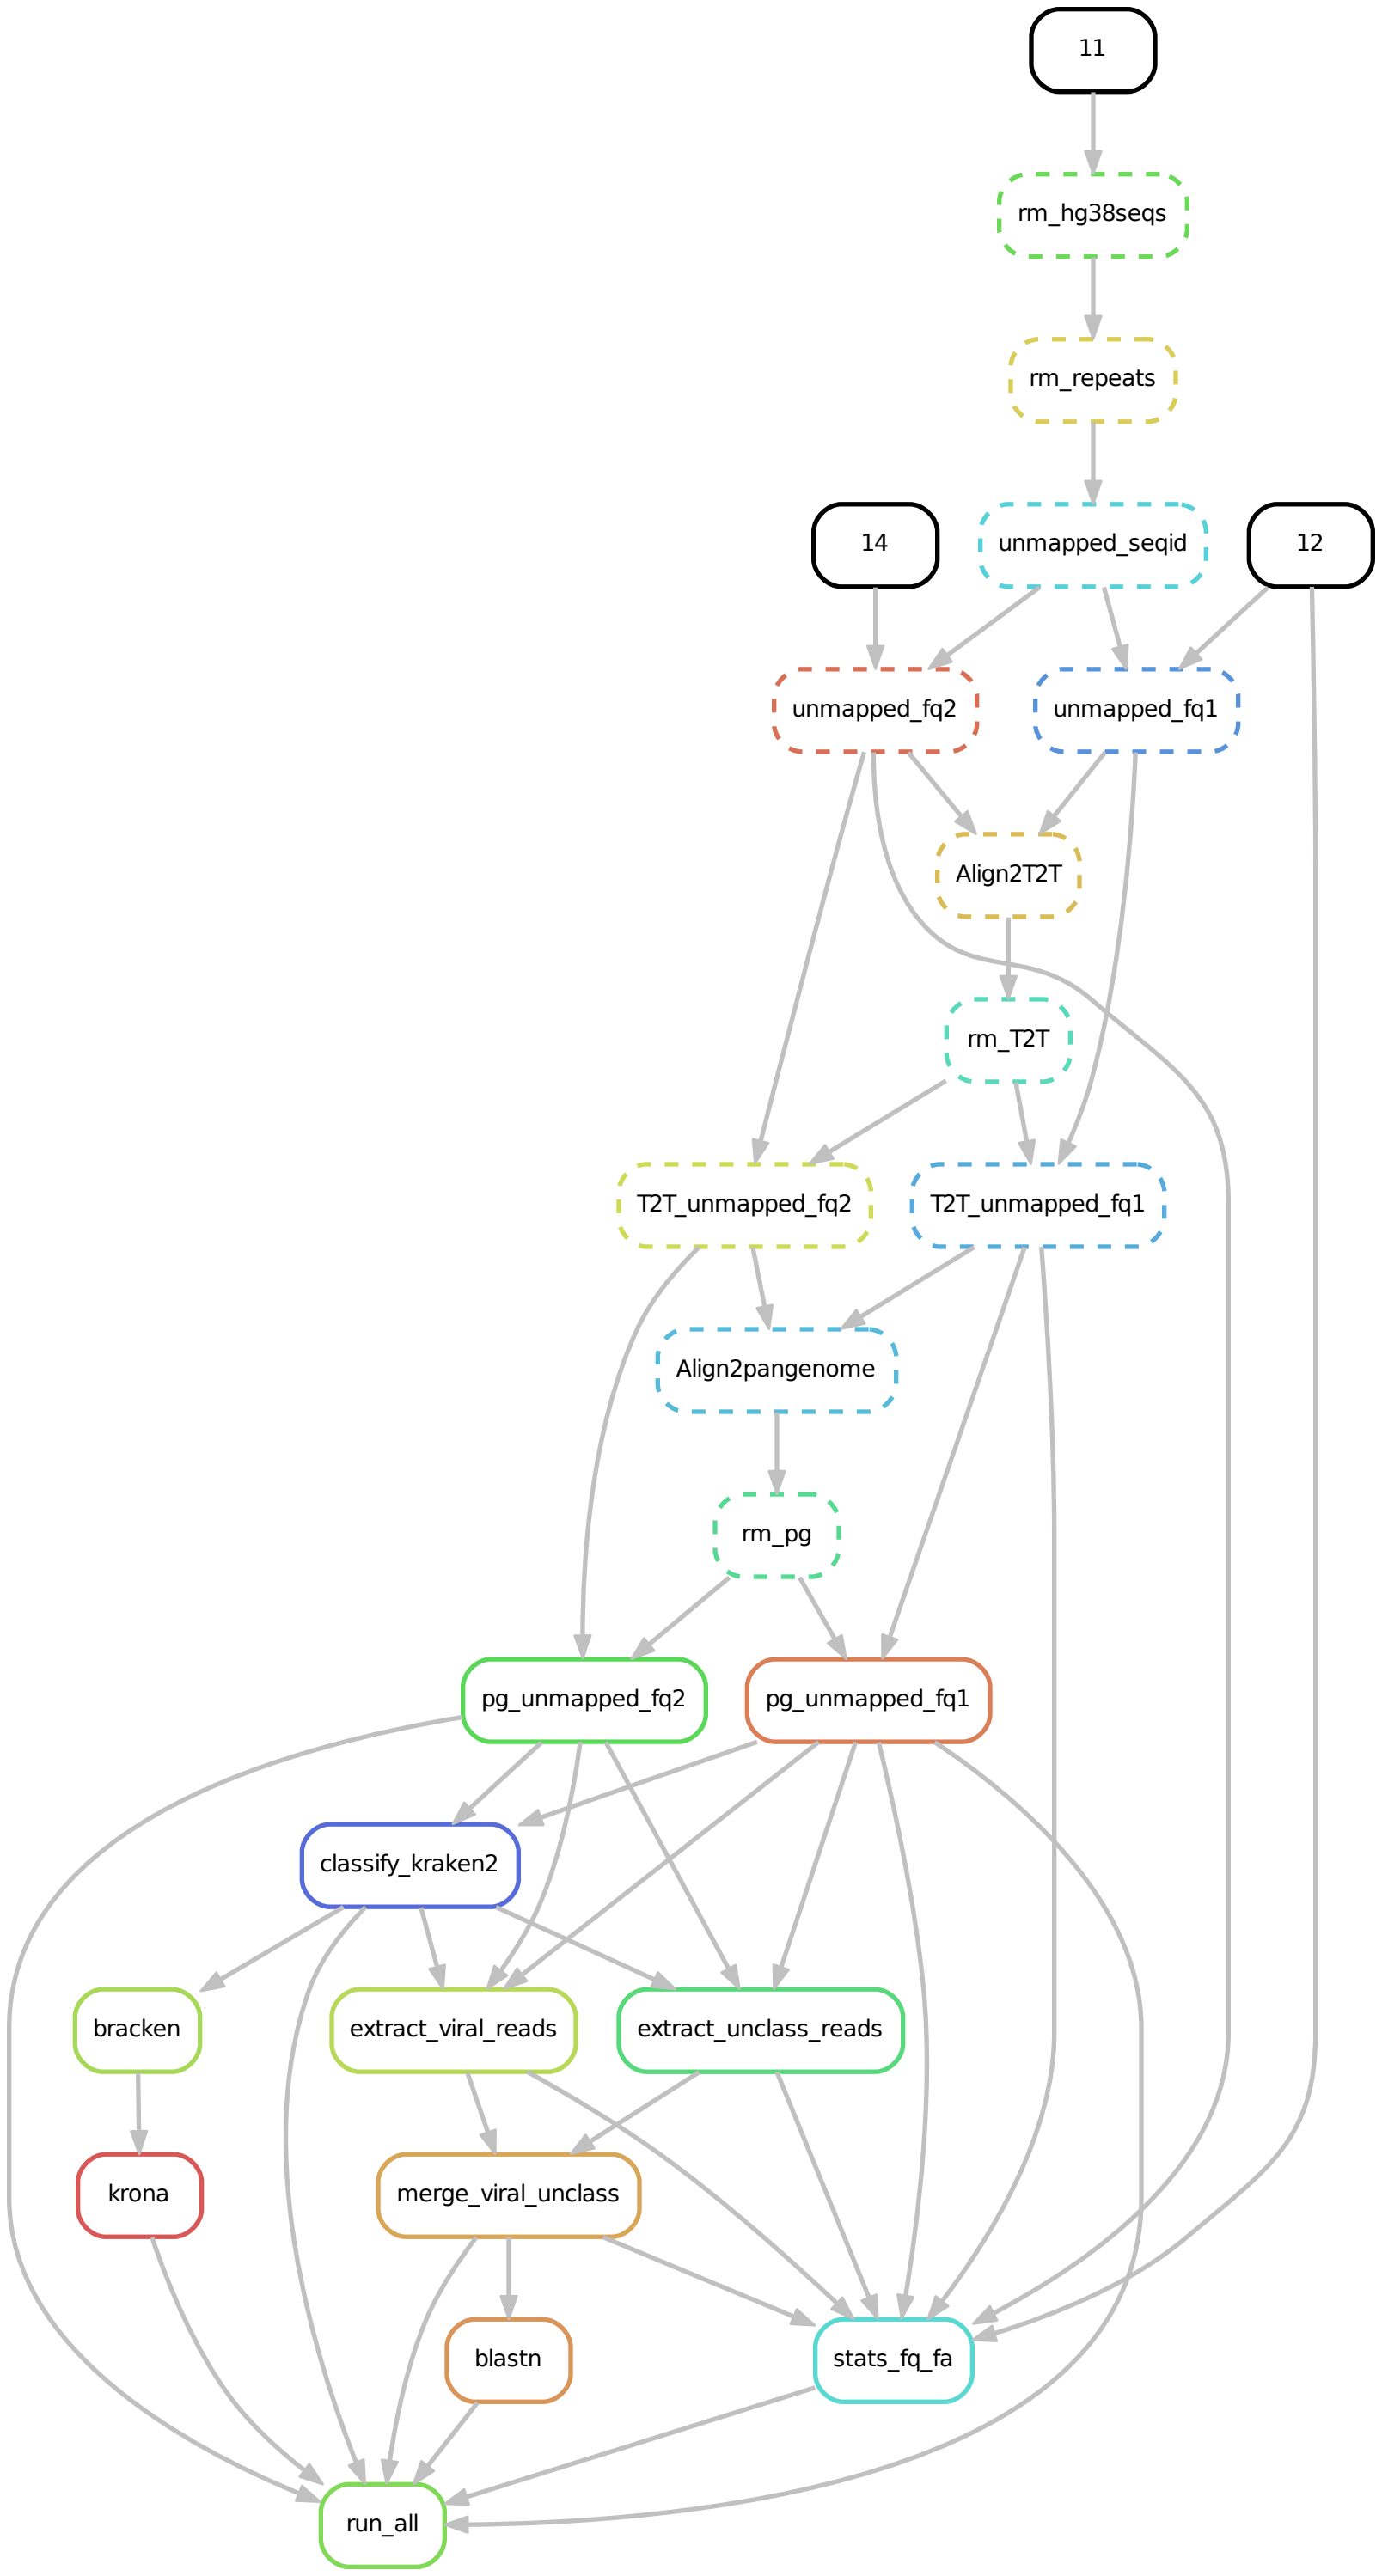 11
rm_hg38seqs
rm_repeats
14
unmapped_seqid
12
unmapped_fq2
unmapped_fq1
Align2T2T
rm_T2T
T2T_unmapped_fq2
T2T_unmapped_fq1
Align2pangenome
rm_pg
pg_unmapped_fq2
pg_unmapped_fq1
classify_kraken2
bracken
extract_viral_reads
extract_unclass_reads
krona
merge_viral_unclass
blastn
stats_fq_fa
run_all